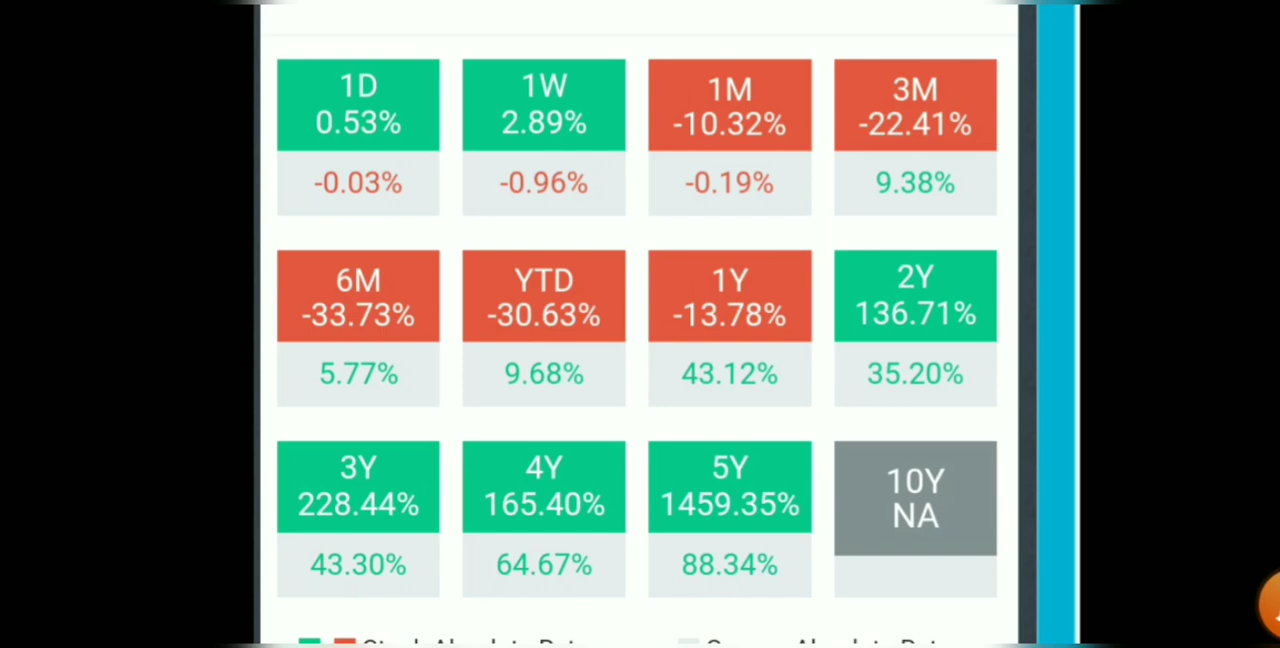 1D
0.53%
-0.03%
1W
2.89%
-0.96%
1M
-10.32%
-0.19%
3M
-22.41%
9.38%
6M
-33.73%
5.77%
YTD
-30.63%
9.68%
1Y
-13.78%
43.12%
2Y
136.71%
35.20%
3Y
228.44%
43.30%
4Y
165.40%
64.67%
5Y
1459.35%
88.34%
10Y
NA